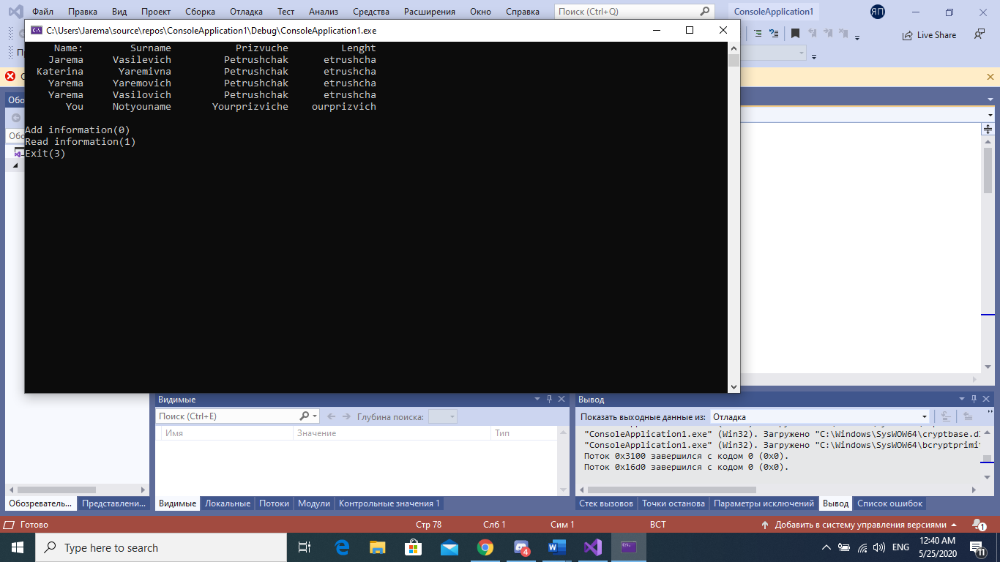 Файл Правка Вид Проект Сборка Отладка Тест Анализ Средства Расширения Окно Справка Поиск (Ctrl+Q) ConsoleApplication1 ЯП
C:\Users\Jarema\source\repos\ConsoleApplication1\Debug\ConsoleApplication1.exe
Live Share
Name: Surname Prizvuche Lenght
Jarema Vasilevich Petrushchak etrushcha
Katerina Yaremivna Petrushchak etrushcha
Yarema Yaremovich Petrushchak etrushcha
Yarema Vasilovich Petrushchak etrushcha
You Notyouname Yourprizviche ourprizvich
Add information(0)
Read information(1)
Exit(3)
Видимые
Поиск (Ctrl+E) Глубина поиска:
Имя Значение Тип
Вывод
Показать выходные данные из: Отладка
"ConsoleApplication1.exe" (Win32). Загружено "C:\Windows\SysWOW64\cryptbase.d
"ConsoleApplication1.exe" (Win32). Загружено "C:\Windows\SysWOW64\bcryptprimi
Поток 0x3100 завершился с кодом 0 (0x0).
Поток 0x16d0 завершился с кодом 0 (0x0).
Обозреватель... Представлени... Видимые Локальные Потоки Модули Контрольные значения 1 Стек вызовов Точки останова Параметры исключений Вывод Список ошибок
Готово Стр 78 Слб 1 Сим 1 ВСТ Добавить в систему управления версиями 1
Type here to search 4 ENG 12:40 AM
5/25/2020 11